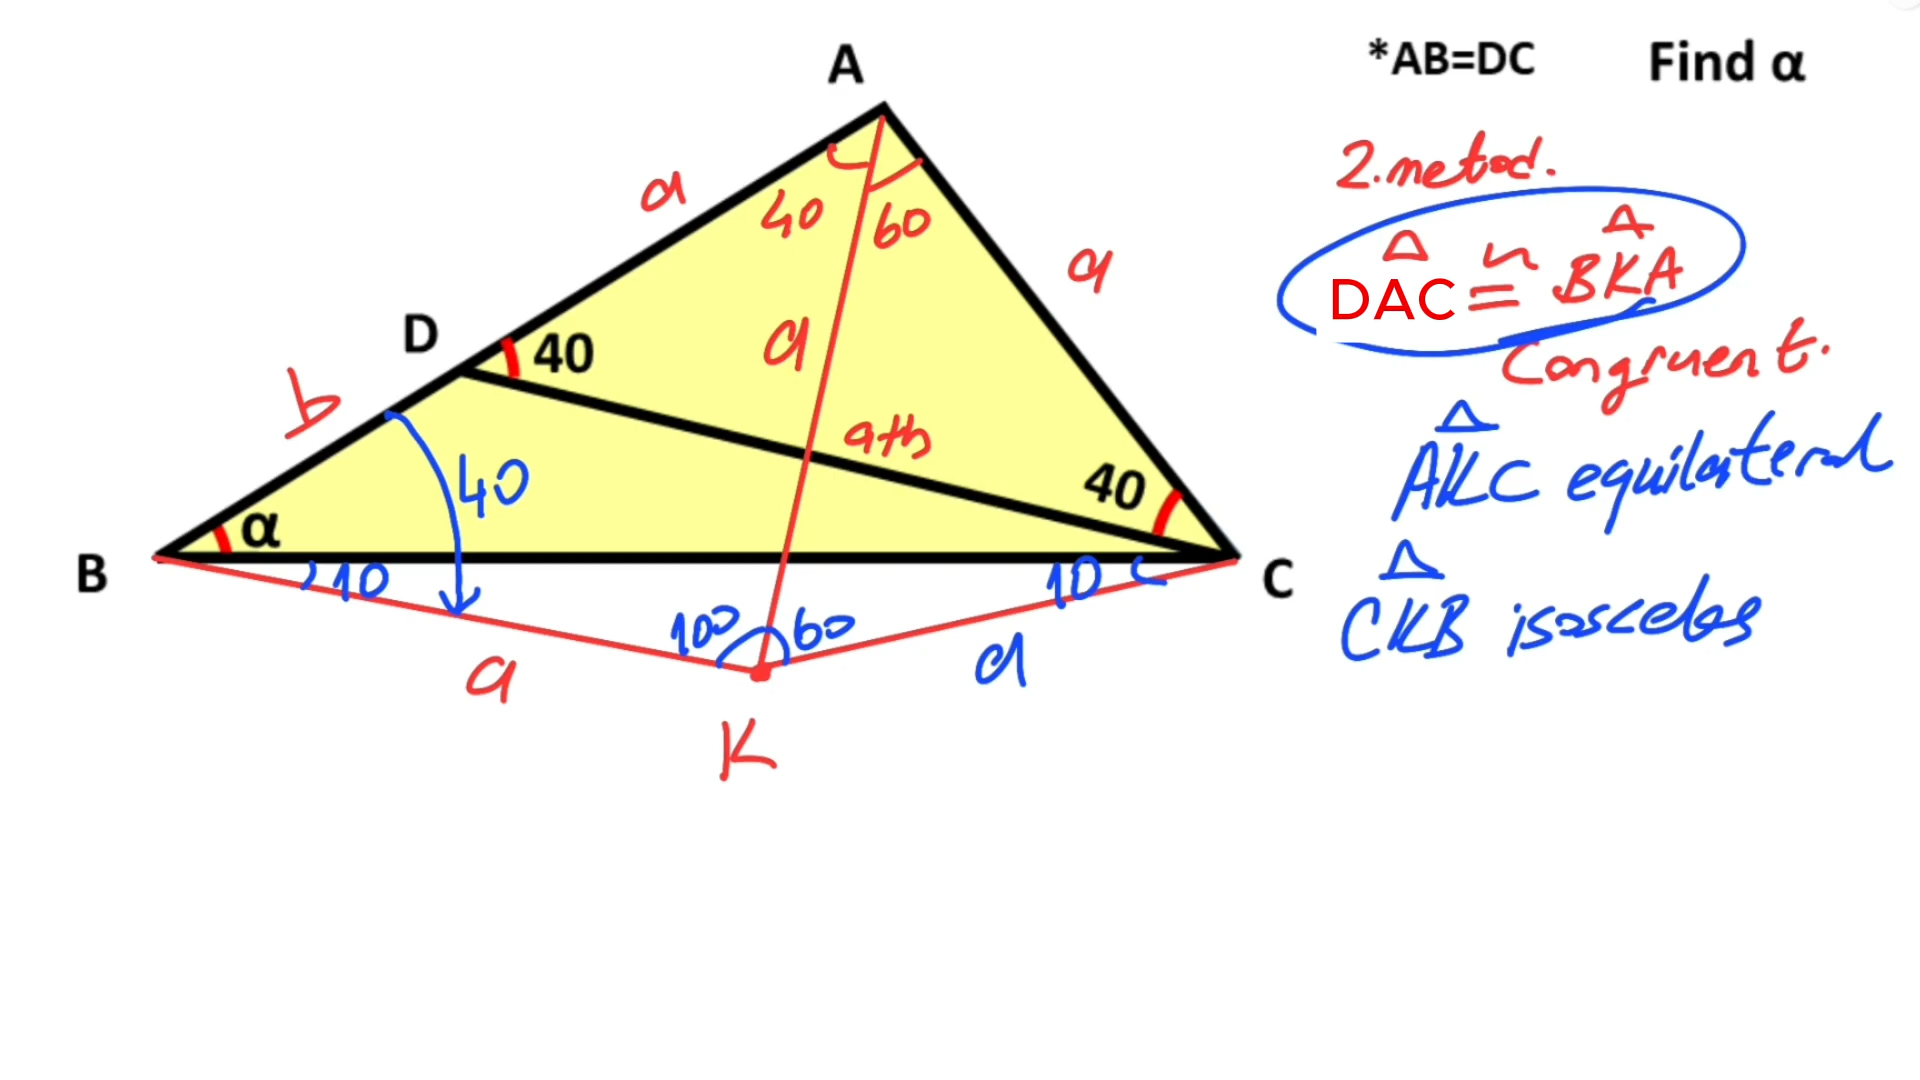 A
*AB=DC Find α
2.metod.
a
40 60
a
DAC ≅ BKA
D
40
a
Congruent.
b
a+b
AKC equilateral
40
40
α
B
10
10
C
CKB isosceles
100 60
a
a
K